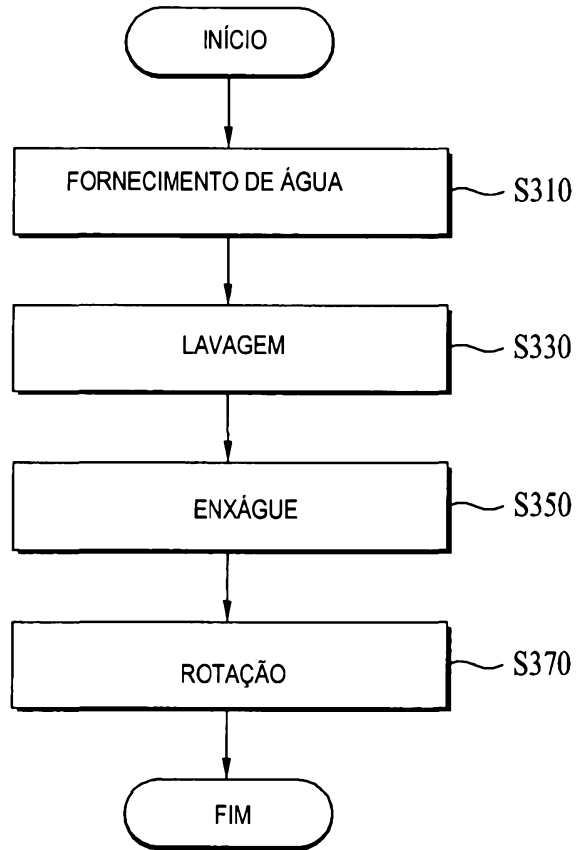 INÍCIO
FORNECIMENTO DE ÁGUA
S310
LAVAGEM
S330
ENXÁGUE
S350
ROTAÇÃO
S370
FIM